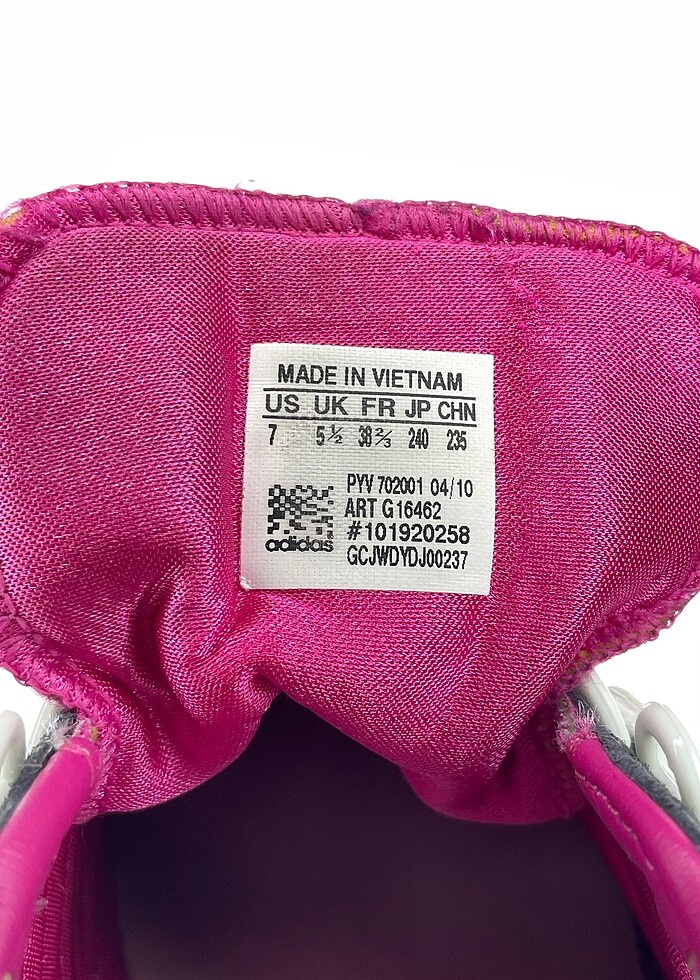 MADE IN VIETNAM
US UK FR JP CHN
7 5½ 38⅔ 240 235
PYV 702001 04/10
ART G16462
#101920258
adidas GCJWDYDJ00237